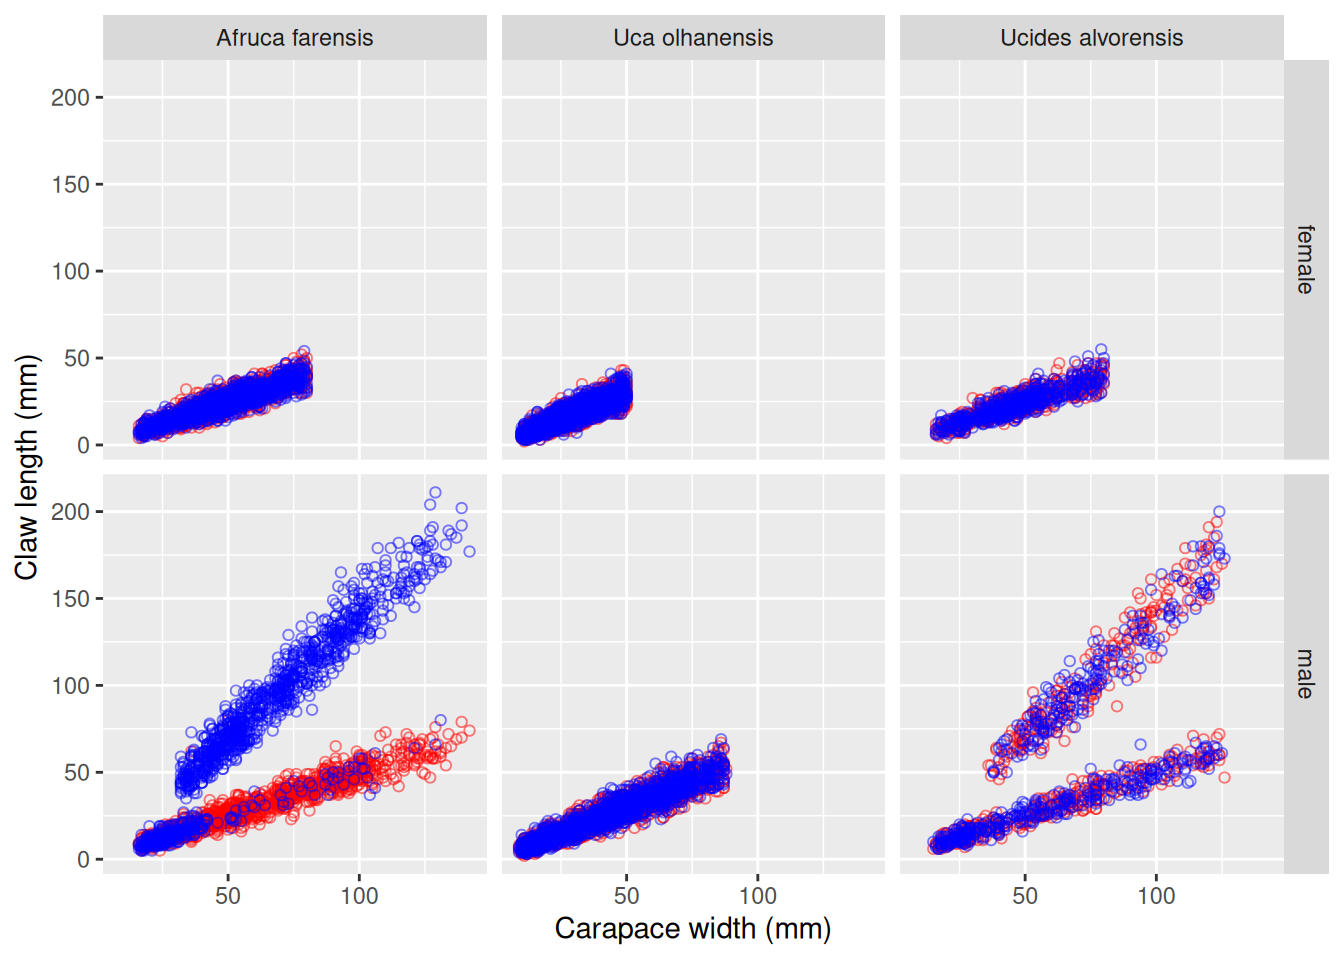 Afruca farensis
Uca olhanensis
Ucides alvorensis
200
150
100
50
0
female
200
150
100
50
0
male
50
100
50
100
50
100
Claw length (mm)
Carapace width (mm)